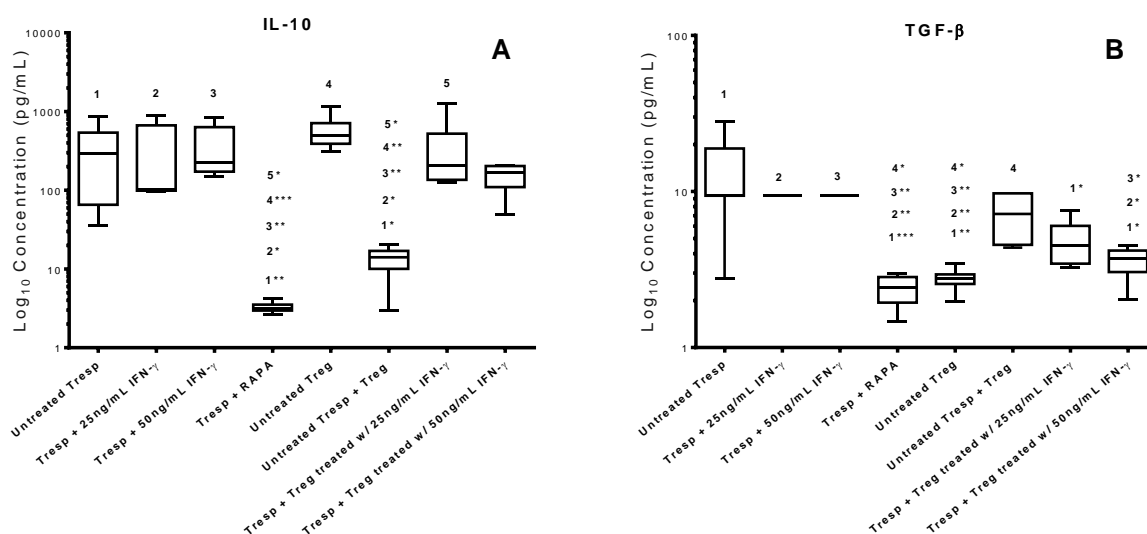 IL-10
A
Log10 Concentration (pg/mL)
10000
1000
100
10
1
1
2
3
5*
4***
3**
2*
1**
4
5*
4**
3**
2*
1*
5
Untreated Tresp
Tresp + 25ng/mL IFN-γ
Tresp + 50ng/mL IFN-γ
Tresp + RAPA
Untreated Treg
Untreated Tresp + Treg
Tresp + Treg treated w/ 25ng/mL IFN-γ
Tresp + Treg treated w/ 50ng/mL IFN-γ
TGF-β
B
Log10 Concentration (pg/mL)
100
10
1
1
2
3
4*
3**
2**
1***
4*
3**
2**
1**
4
1*
3*
2*
1*
Untreated Tresp
Tresp + 25ng/mL IFN-γ
Tresp + 50ng/mL IFN-γ
Tresp + RAPA
Untreated Treg
Untreated Tresp + Treg
Tresp + Treg treated w/ 25ng/mL IFN-γ
Tresp + Treg treated w/ 50ng/mL IFN-γ